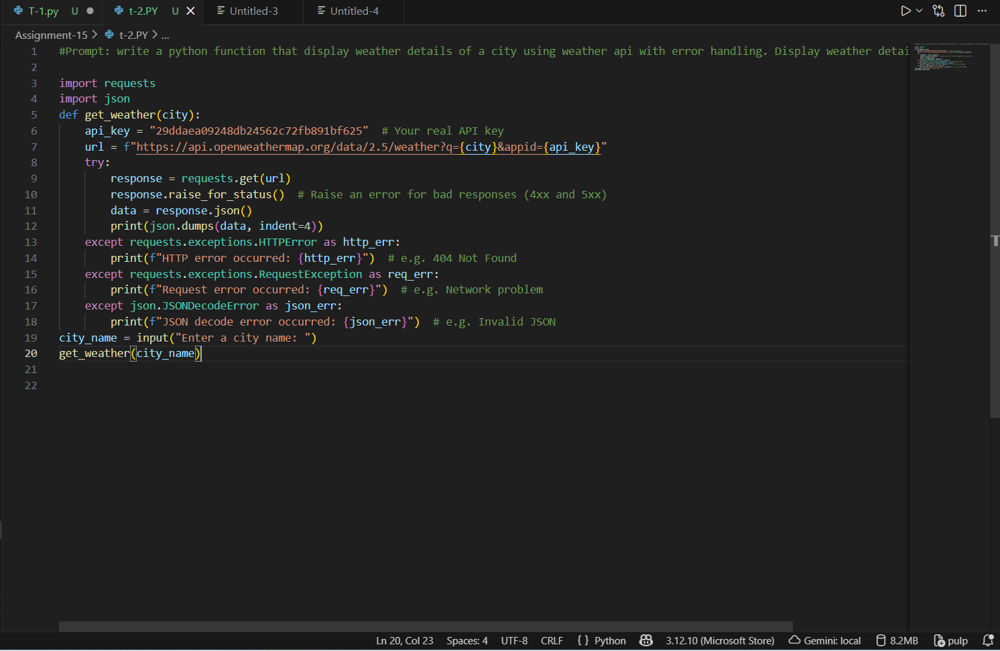 T-1.py U
t-2.PY U
Untitled-3
Untitled-4
Assignment-15 > t-2.PY > ...
1 #Prompt: write a python function that display weather details of a city using weather api with error handling. Display weather detai
2
3 import requests
4 import json
5 def get_weather(city):
6 api_key = "29ddaea09248db24562c72fb891bf625"  # Your real API key
7 url = f"https://api.openweathermap.org/data/2.5/weather?q={city}&appid={api_key}"
8 try:
9 response = requests.get(url)
10 response.raise_for_status()  # Raise an error for bad responses (4xx and 5xx)
11 data = response.json()
12 print(json.dumps(data, indent=4))
13 except requests.exceptions.HTTPError as http_err:
14 print(f"HTTP error occurred: {http_err}")  # e.g. 404 Not Found
15 except requests.exceptions.RequestException as req_err:
16 print(f"Request error occurred: {req_err}")  # e.g. Network problem
17 except json.JSONDecodeError as json_err:
18 print(f"JSON decode error occurred: {json_err}")  # e.g. Invalid JSON
19 city_name = input("Enter a city name: ")
20 get_weather(city_name)
21
22
Ln 20, Col 23 Spaces: 4 UTF-8 CRLF {} Python 3.12.10 (Microsoft Store) Gemini: local 8.2MB pulp